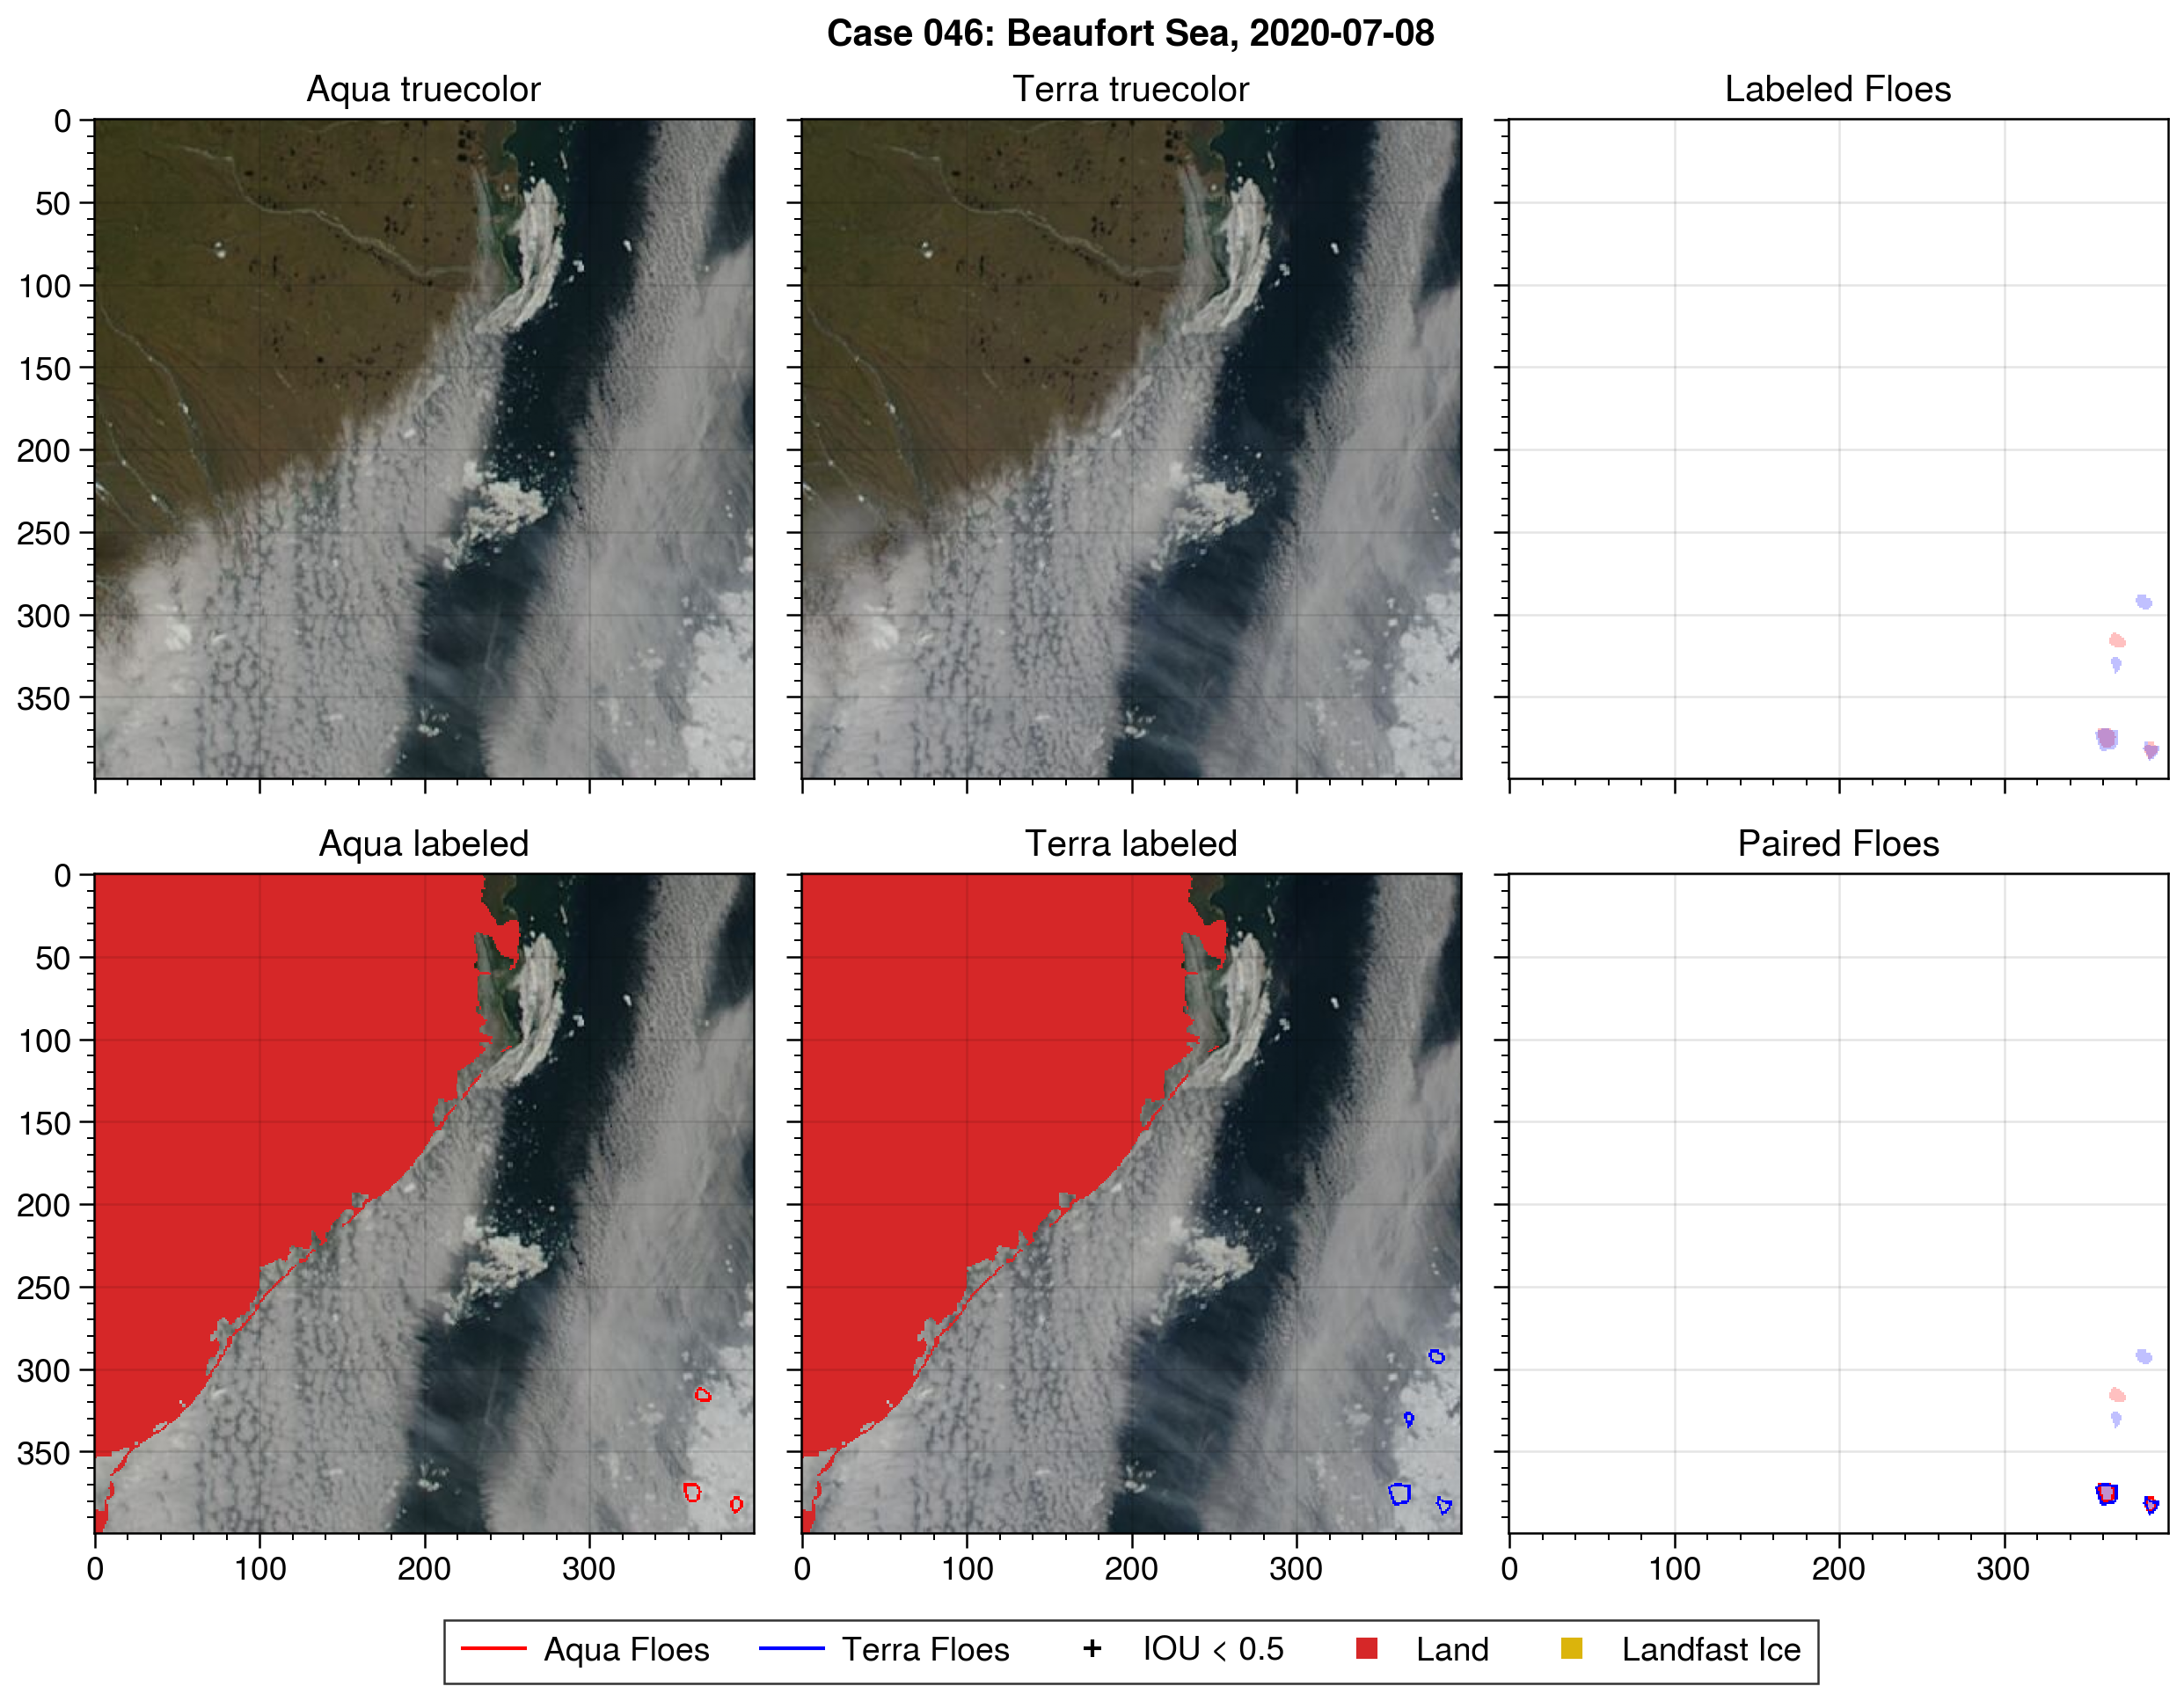 Case 046: Beaufort Sea, 2020-07-08
Aqua truecolor
Terra truecolor
Labeled Floes
0
50
100
150
200
250
300
350
Aqua labeled
Terra labeled
Paired Floes
0
50
100
150
200
250
300
350
0 100 200 300
0 100 200 300
0 100 200 300
Aqua Floes
Terra Floes
+ IOU < 0.5
Land
Landfast Ice